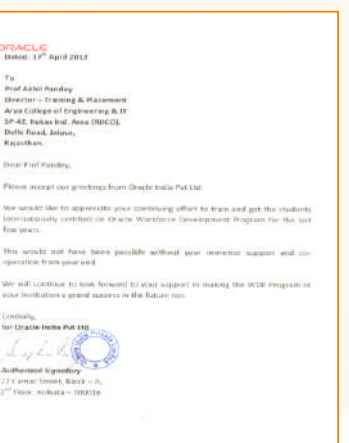 ORACLE
Dated: 17th April 2012
To
Prof Akhil Pandey
Director – Training & Placement
Arya College of Engineering & IT
SP-42, Kukas Ind. Area (RIICO),
Delhi Road, Jaipur,
Rajasthan.
Dear Prof Pandey,
Please accept our greetings from Oracle India Pvt Ltd.
We would like to appreciate your continuing effort to train and get the students
internationally certified on Oracle Workforce Development Program for the last
four years.
This would not have been possible without your immense support and co-
operation from your end.
We will continue to look forward to your support in making the WDP Program in
your institution a grand success in the future too.
Cordially,
for Oracle India Pvt Ltd
Authorized Signatory
22 Camac Street, Block – A,
2nd Floor, Kolkata – 700016